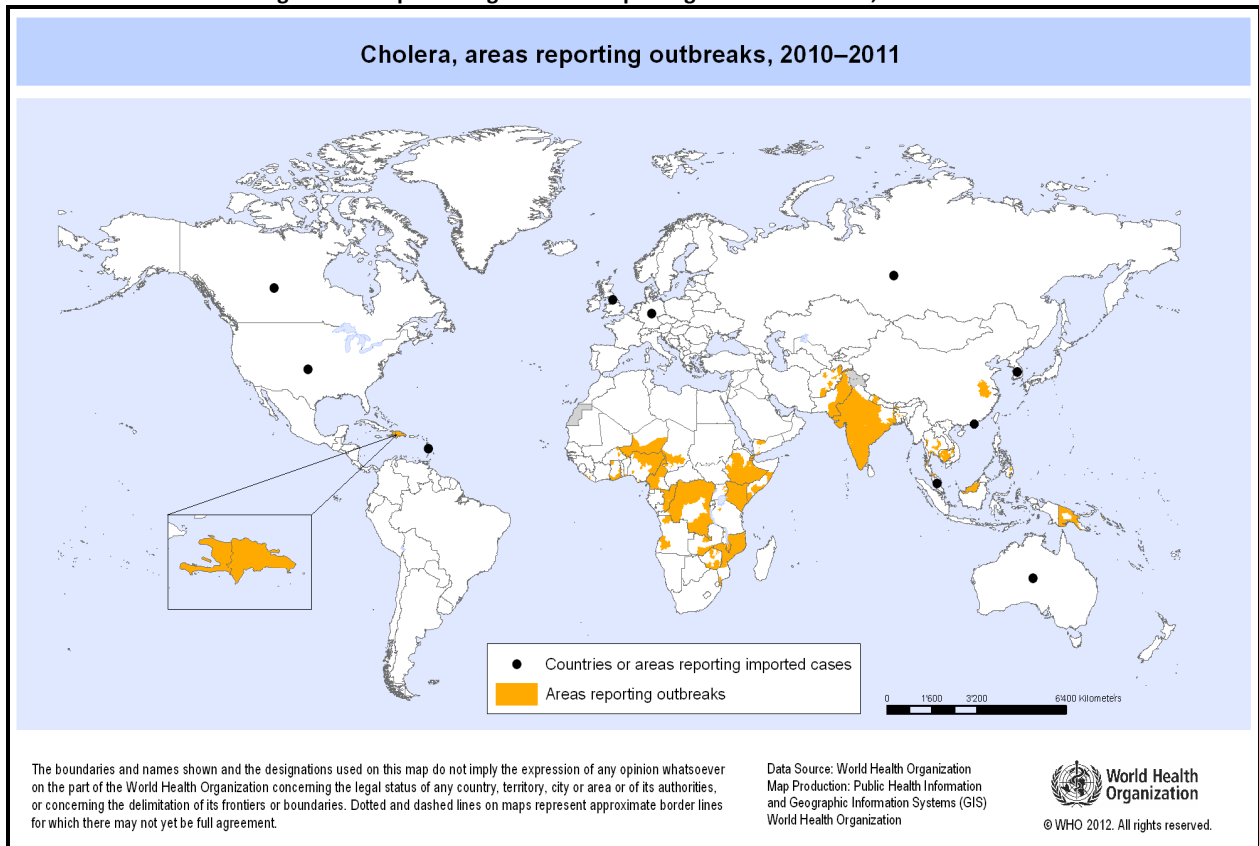 Cholera, areas reporting outbreaks, 2010–2011
Countries or areas reporting imported cases
Areas reporting outbreaks
0 1'600 3'200 6'400 Kilometers
The boundaries and names shown and the designations used on this map do not imply the expression of any opinion whatsoever
on the part of the World Health Organization concerning the legal status of any country, territory, city or area or of its authorities,
or concerning the delimitation of its frontiers or boundaries. Dotted and dashed lines on maps represent approximate border lines
for which there may not yet be full agreement.
Data Source: World Health Organization
Map Production: Public Health Information
and Geographic Information Systems (GIS)
World Health Organization
World Health
Organization
© WHO 2012. All rights reserved.